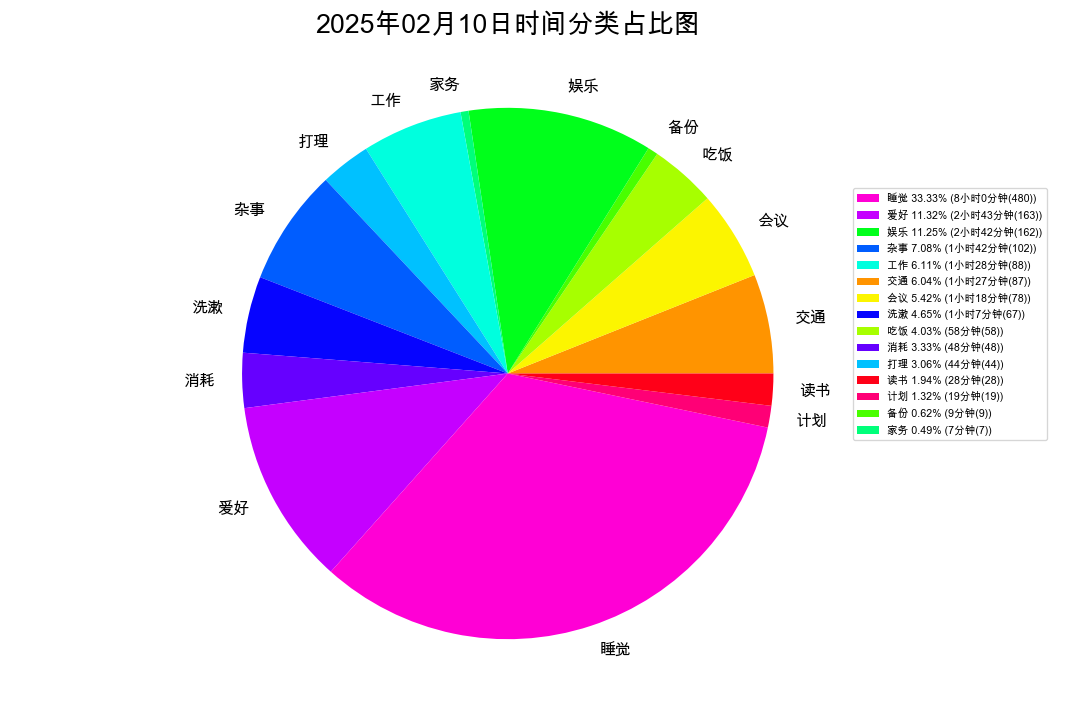 2025年02月10日时间分类占比图
家务
娱乐
工作
备份
打理
吃饭
杂事
会议
洗漱
交通
消耗
读书
计划
爱好
睡觉
睡觉 33.33% (8小时0分钟(480))
爱好 11.32% (2小时43分钟(163))
娱乐 11.25% (2小时42分钟(162))
杂事 7.08% (1小时42分钟(102))
工作 6.11% (1小时28分钟(88))
交通 6.04% (1小时27分钟(87))
会议 5.42% (1小时18分钟(78))
洗漱 4.65% (1小时7分钟(67))
吃饭 4.03% (58分钟(58))
消耗 3.33% (48分钟(48))
打理 3.06% (44分钟(44))
读书 1.94% (28分钟(28))
计划 1.32% (19分钟(19))
备份 0.62% (9分钟(9))
家务 0.49% (7分钟(7))